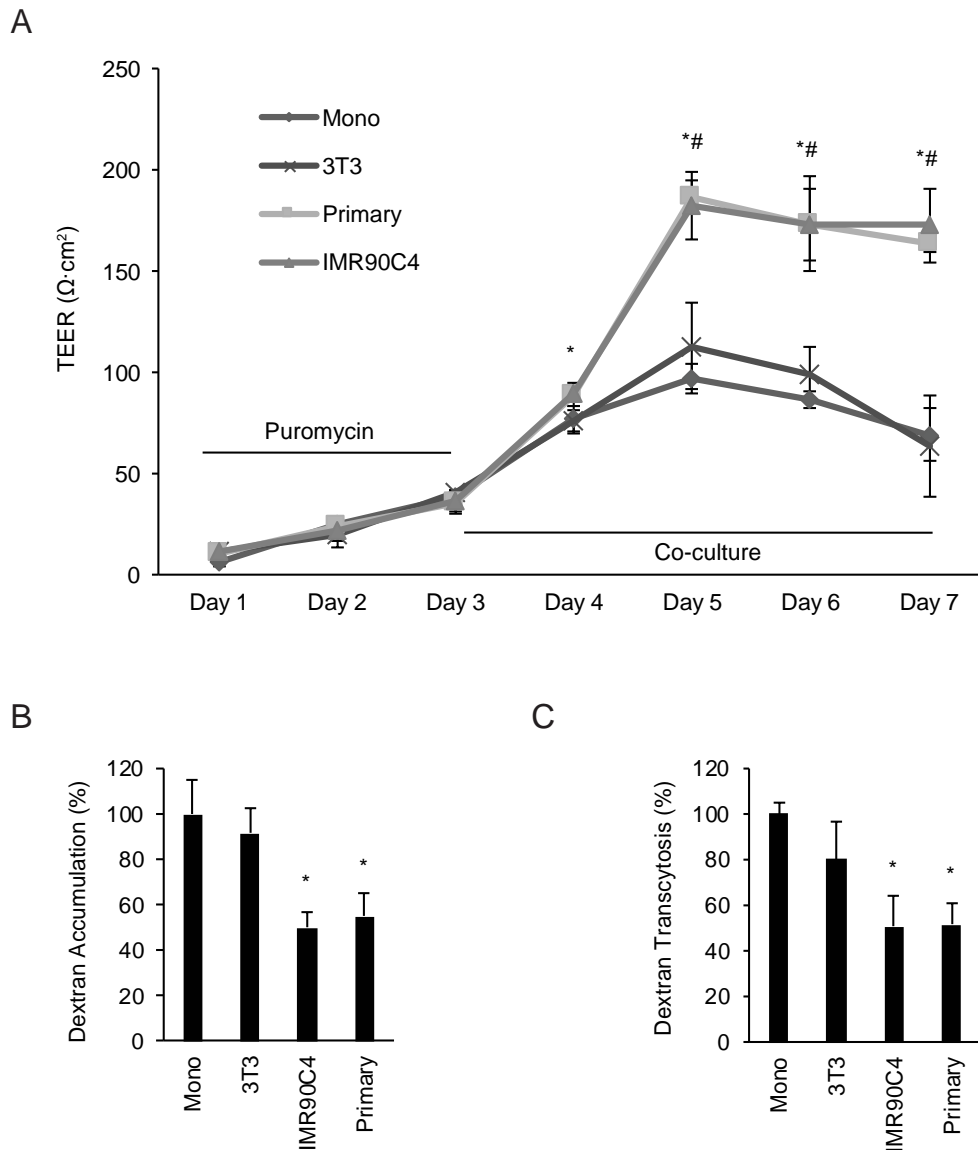 A
250
200
150
100
50
0
TEER (Ω·cm²)
Mono
3T3
Primary
IMR90C4
*
*#
*#
*#
Puromycin
Co-culture
Day 1 Day 2 Day 3 Day 4 Day 5 Day 6 Day 7
B
120
100
80
60
40
20
0
Dextran Accumulation (%)
*
*
Mono
3T3
IMR90C4
Primary
C
120
100
80
60
40
20
0
Dextran Transcytosis (%)
*
*
Mono
3T3
IMR90C4
Primary